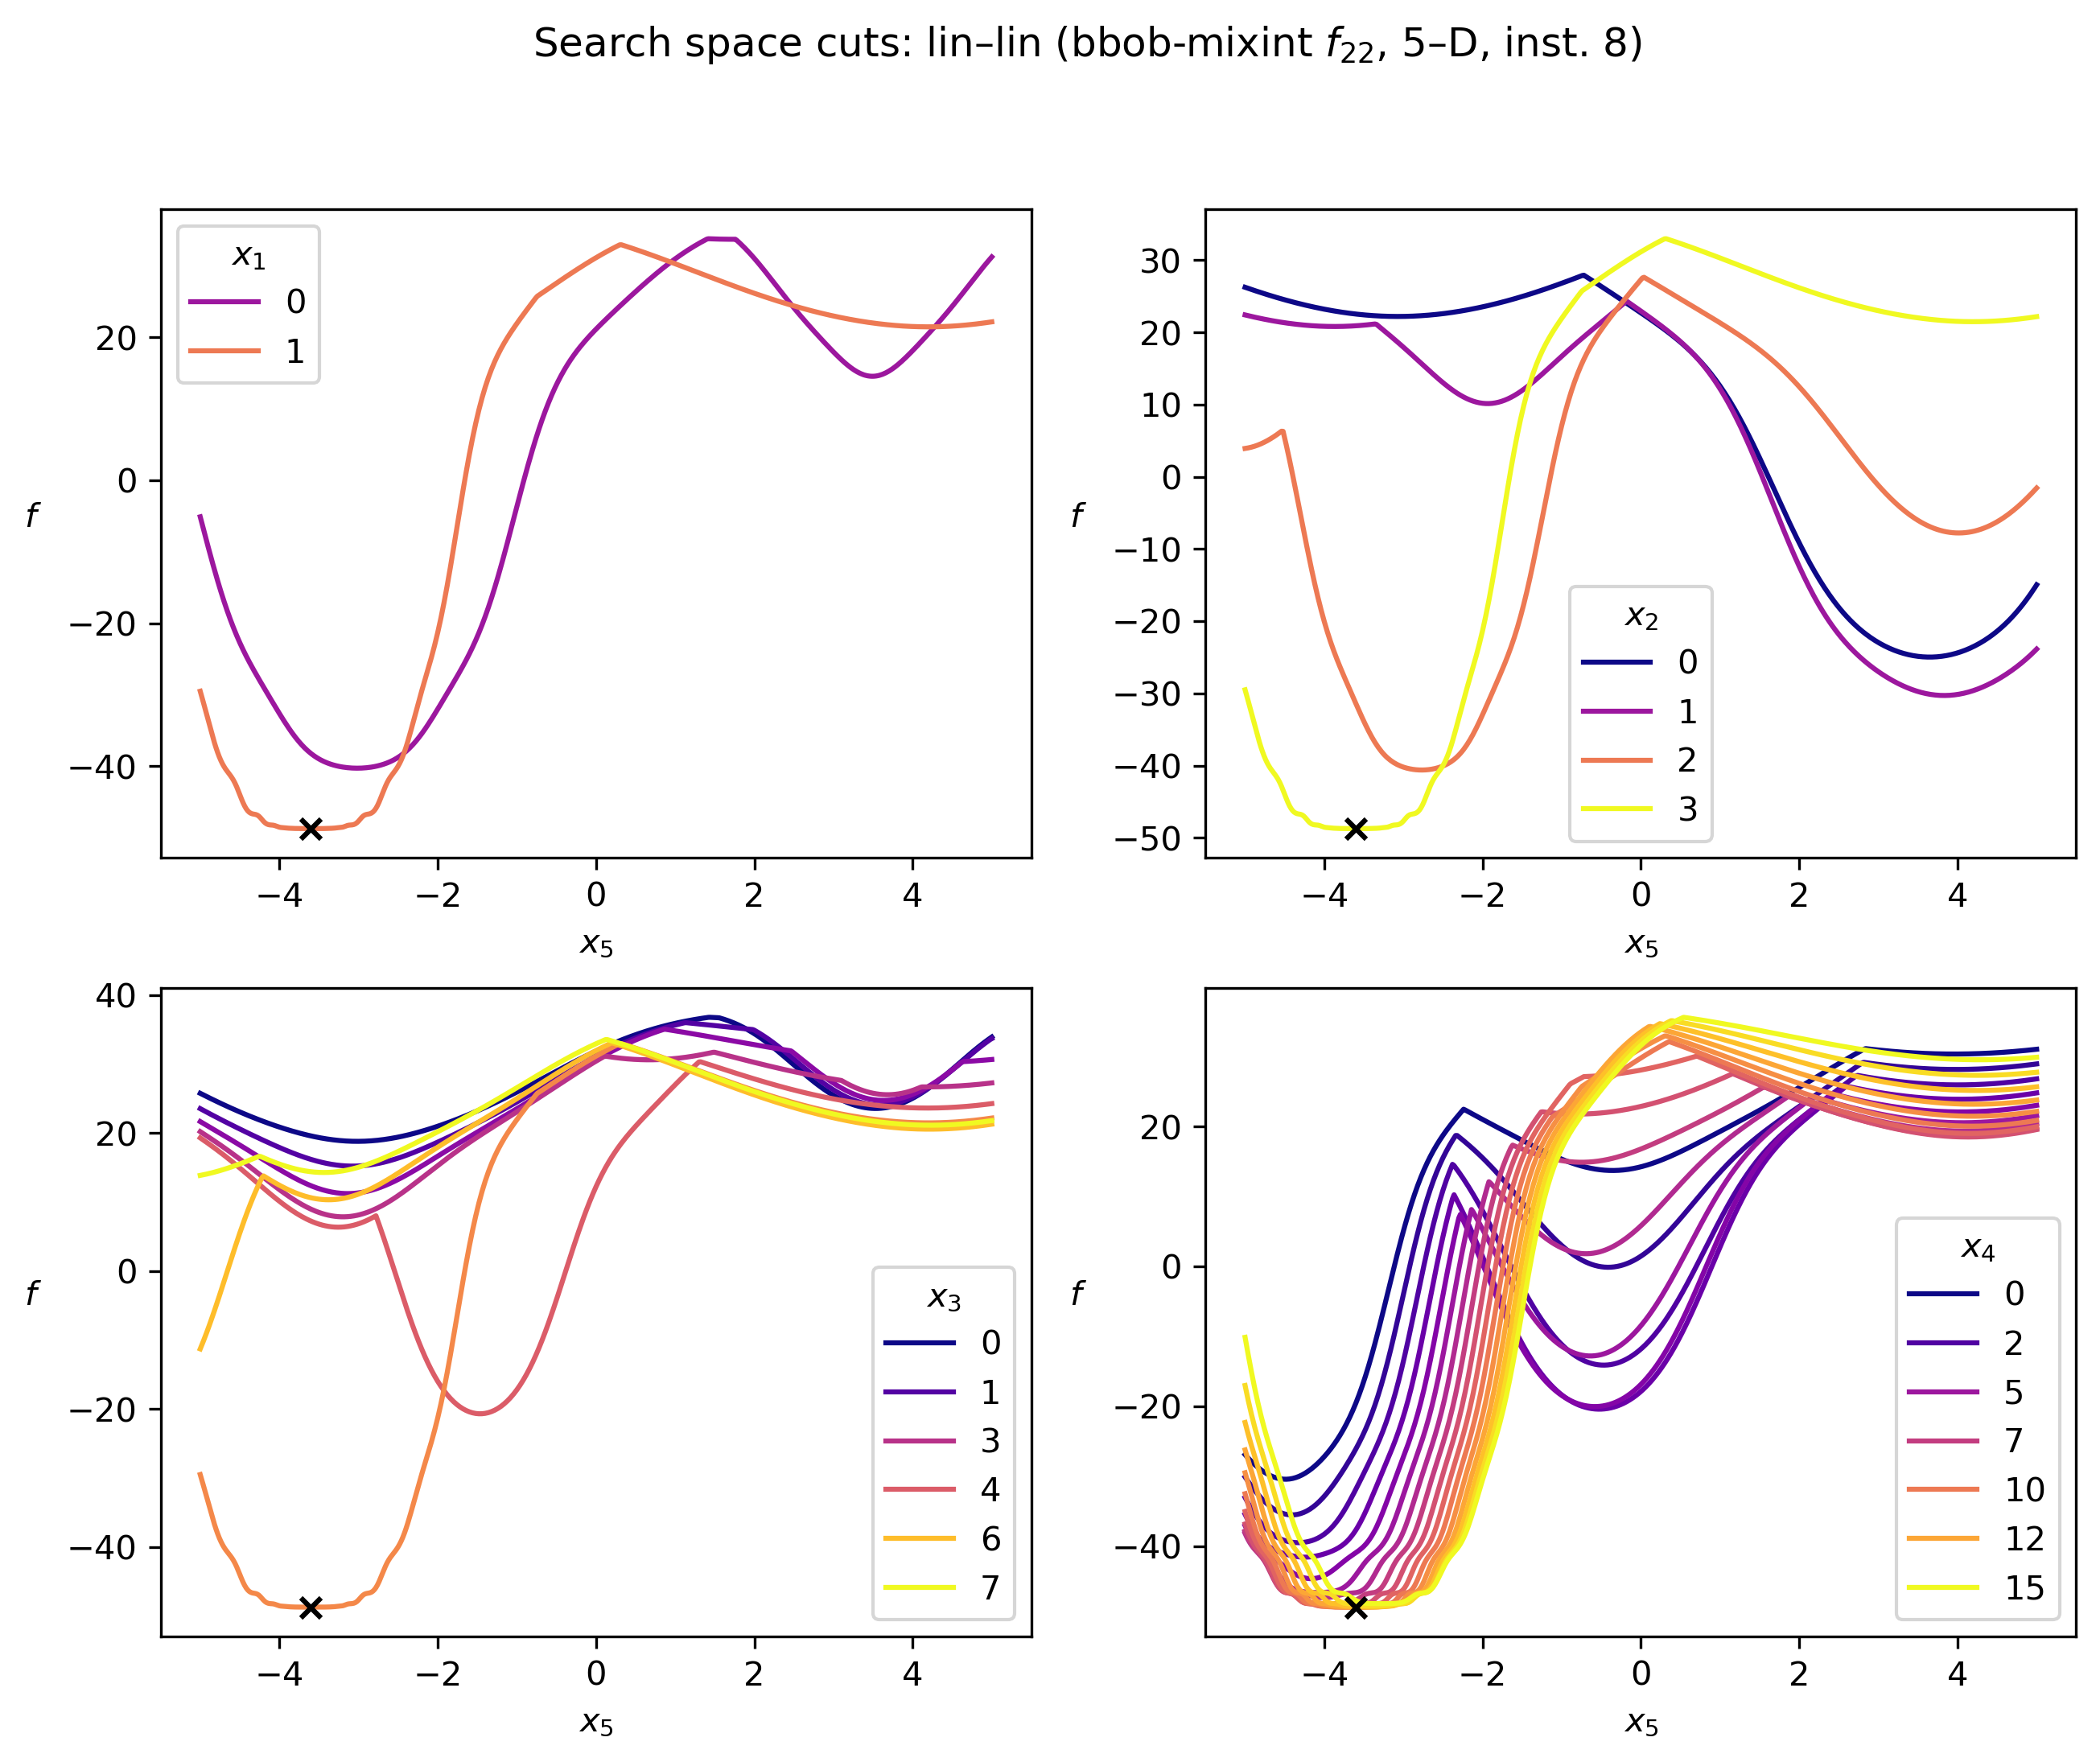 Search space cuts: lin–lin (bbob-mixint f₂₂, 5–D, inst. 8)
x₁
0
1
20
0
−20
−40
f
−4 −2 0 2 4
x₅
30
20
10
0
−10
−20
−30
−40
−50
f
x₂
0
1
2
3
−4 −2 0 2 4
x₅
40
20
0
−20
−40
f
x₃
0
1
3
4
6
7
−4 −2 0 2 4
x₅
20
0
−20
−40
f
x₄
0
2
5
7
10
12
15
−4 −2 0 2 4
x₅